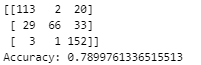 [[113   2  20]
 [ 29  66  33]
 [  3   1 152]]
Accuracy: 0.7899761336515513